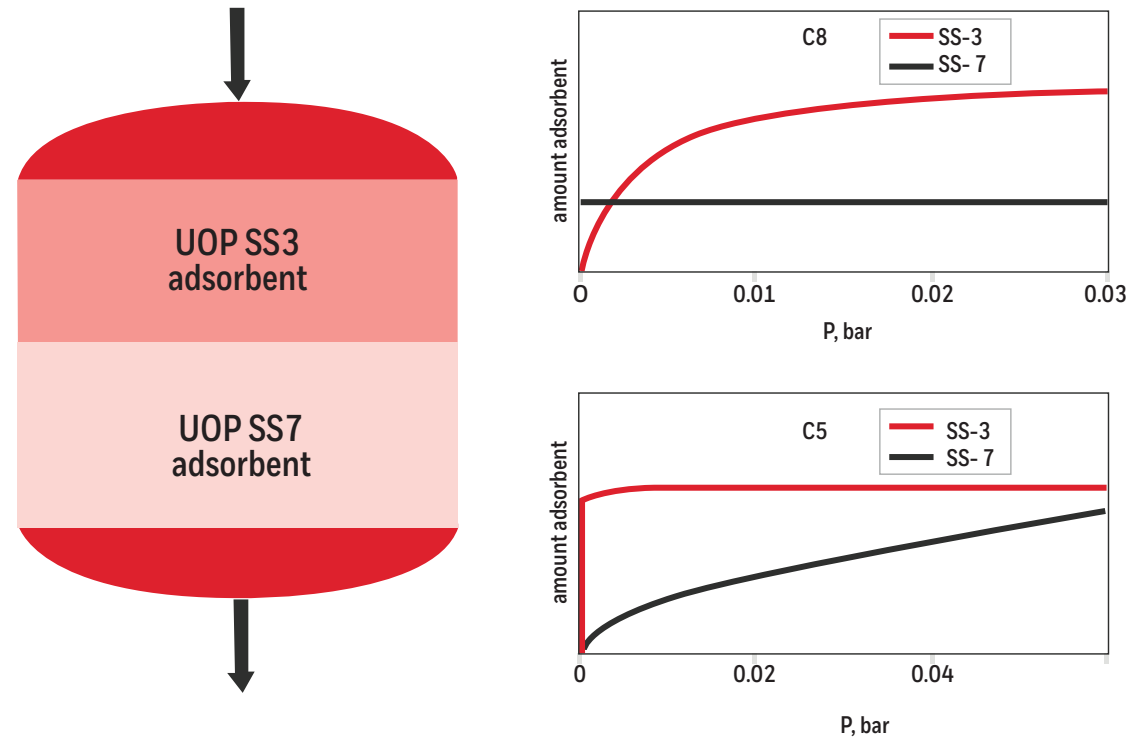 UOP SS3
adsorbent
UOP SS7
adsorbent
C8
SS-3
SS- 7
amount adsorbent
O
0.01
0.02
0.03
P, bar
C5
SS-3
SS- 7
amount adsorbent
0
0.02
0.04
P, bar